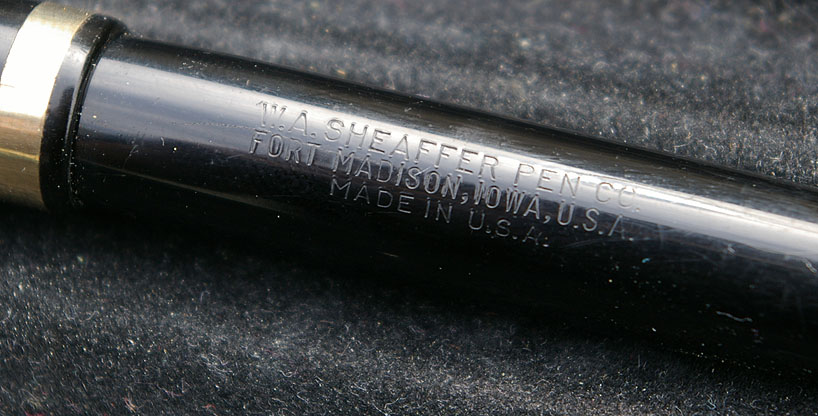 W.A. SHEAFFER PEN CO.
FORT MADISON, IOWA, U.S.A.
MADE IN U.S.A.